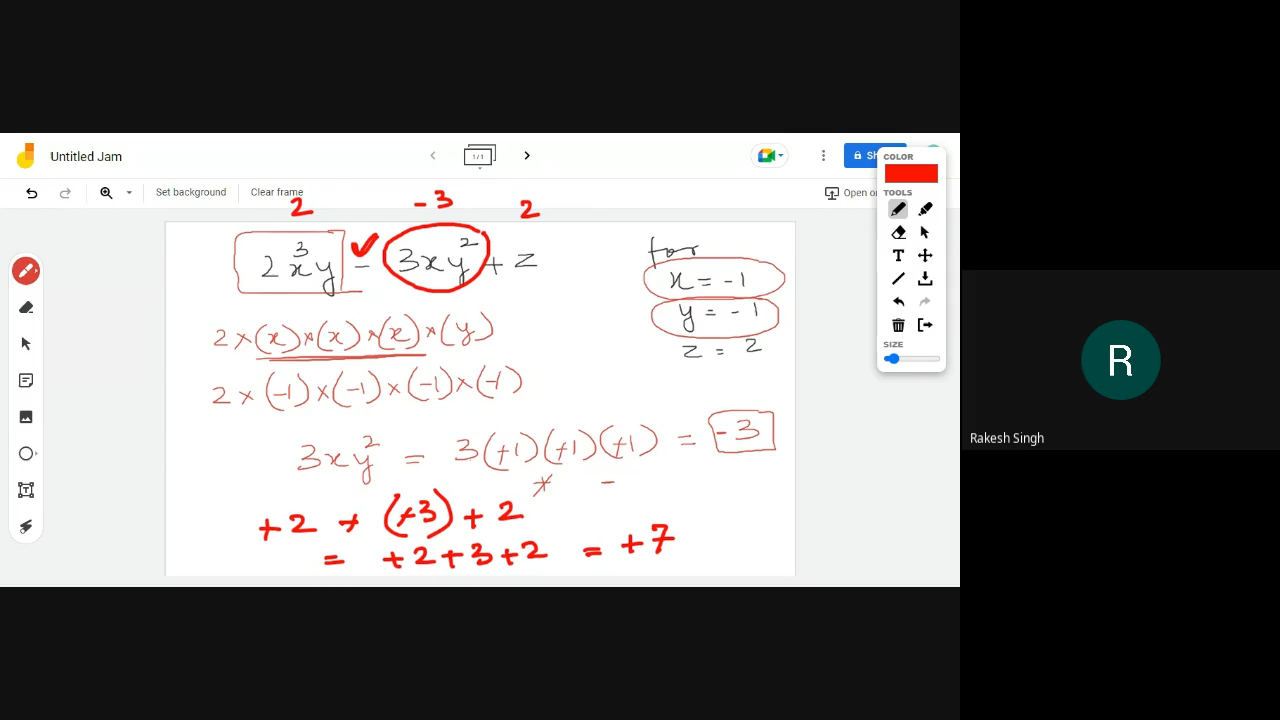 Untitled Jam
1/1
Sh
COLOR
Set background
Clear frame
Open o
TOOLS
2 -3 2
2x³y - 3xy² + z
for
x = -1
y = -1
z = 2
2×(x)×(x)×(x)×(y)
2×(-1)×(-1)×(-1)×(-1)
SIZE
3xy² = 3(+1)(+1)(+1) = -3
+2 + (-3) + 2
= +2+3+2 = +7
R
Rakesh Singh